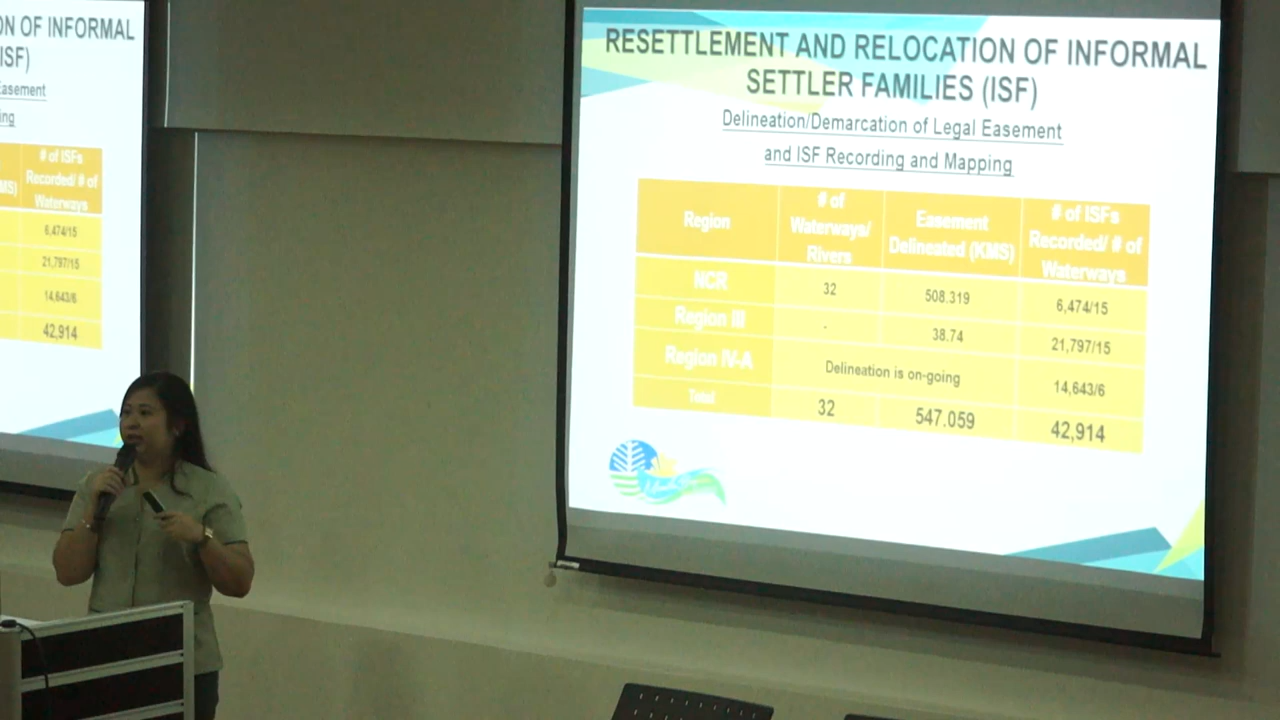 ON OF INFORMAL
ISF)
Easement
ing
MS)
# of ISFs
Recorded/ # of
Waterways
6,474/15
21,797/15
14,643/6
42,914
RESETTLEMENT AND RELOCATION OF INFORMAL
SETTLER FAMILIES (ISF)
Delineation/Demarcation of Legal Easement
and ISF Recording and Mapping
Region
# of
Waterways/
Rivers
Easement
Delineated (KMS)
# of ISFs
Recorded/ # of
Waterways
NCR 32 508.319 6,474/15
Region III - 38.74 21,797/15
Region IV-A Delineation is on-going 14,643/6
Total 32 547.059 42,914